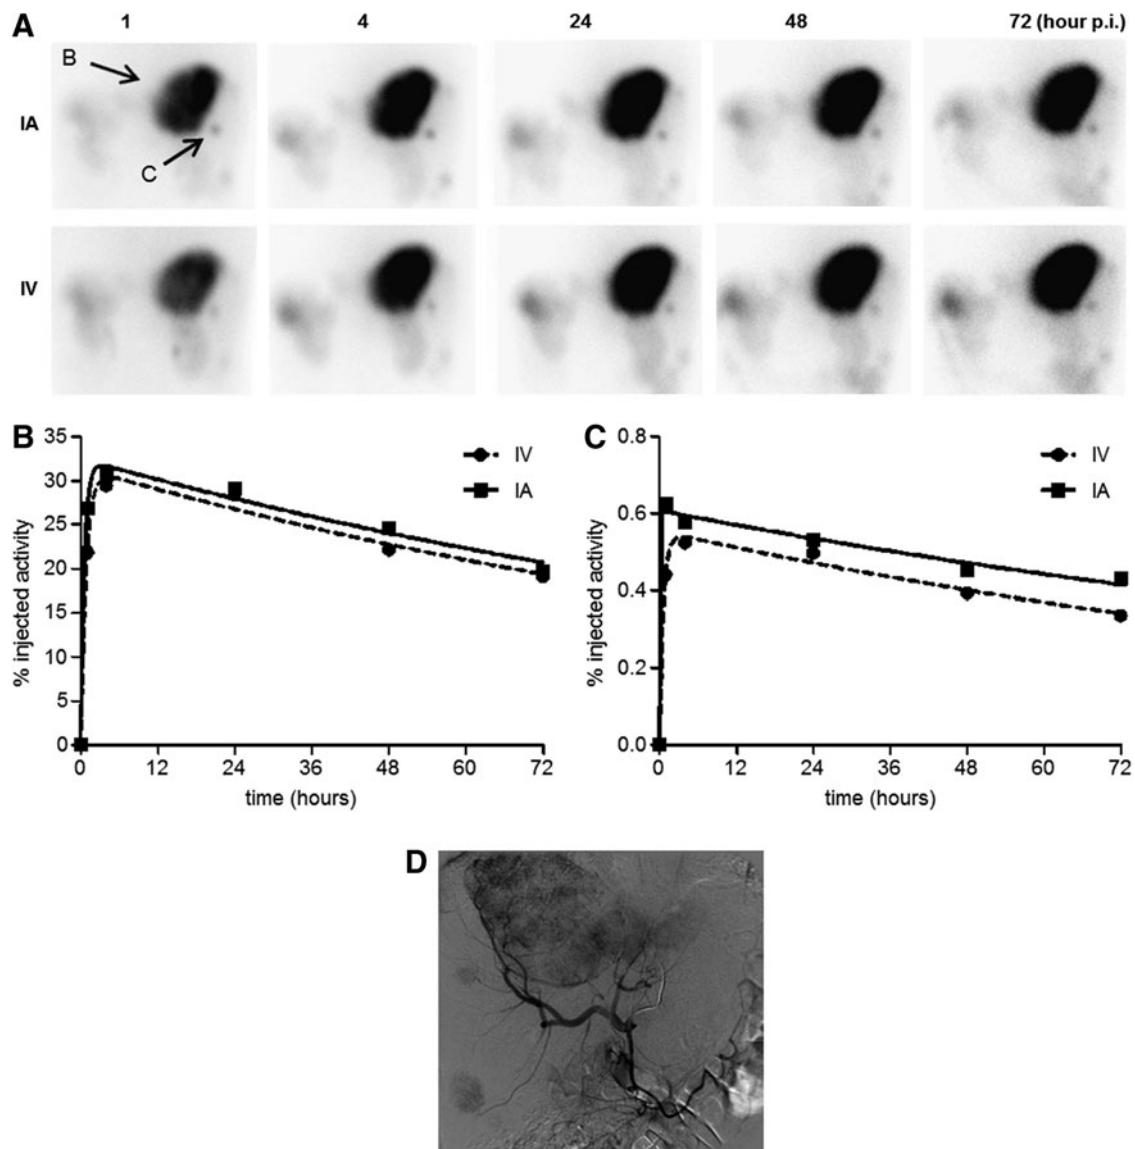 A 1 4 24 48 72 (hour p.i.)
B
IA
C
IV
B
35
30
25
20
15
10
5
0
% injected activity
0 12 24 36 48 60 72
time (hours)
IV
IA
C
0.8
0.6
0.4
0.2
0.0
% injected activity
0 12 24 36 48 60 72
time (hours)
IV
IA
D